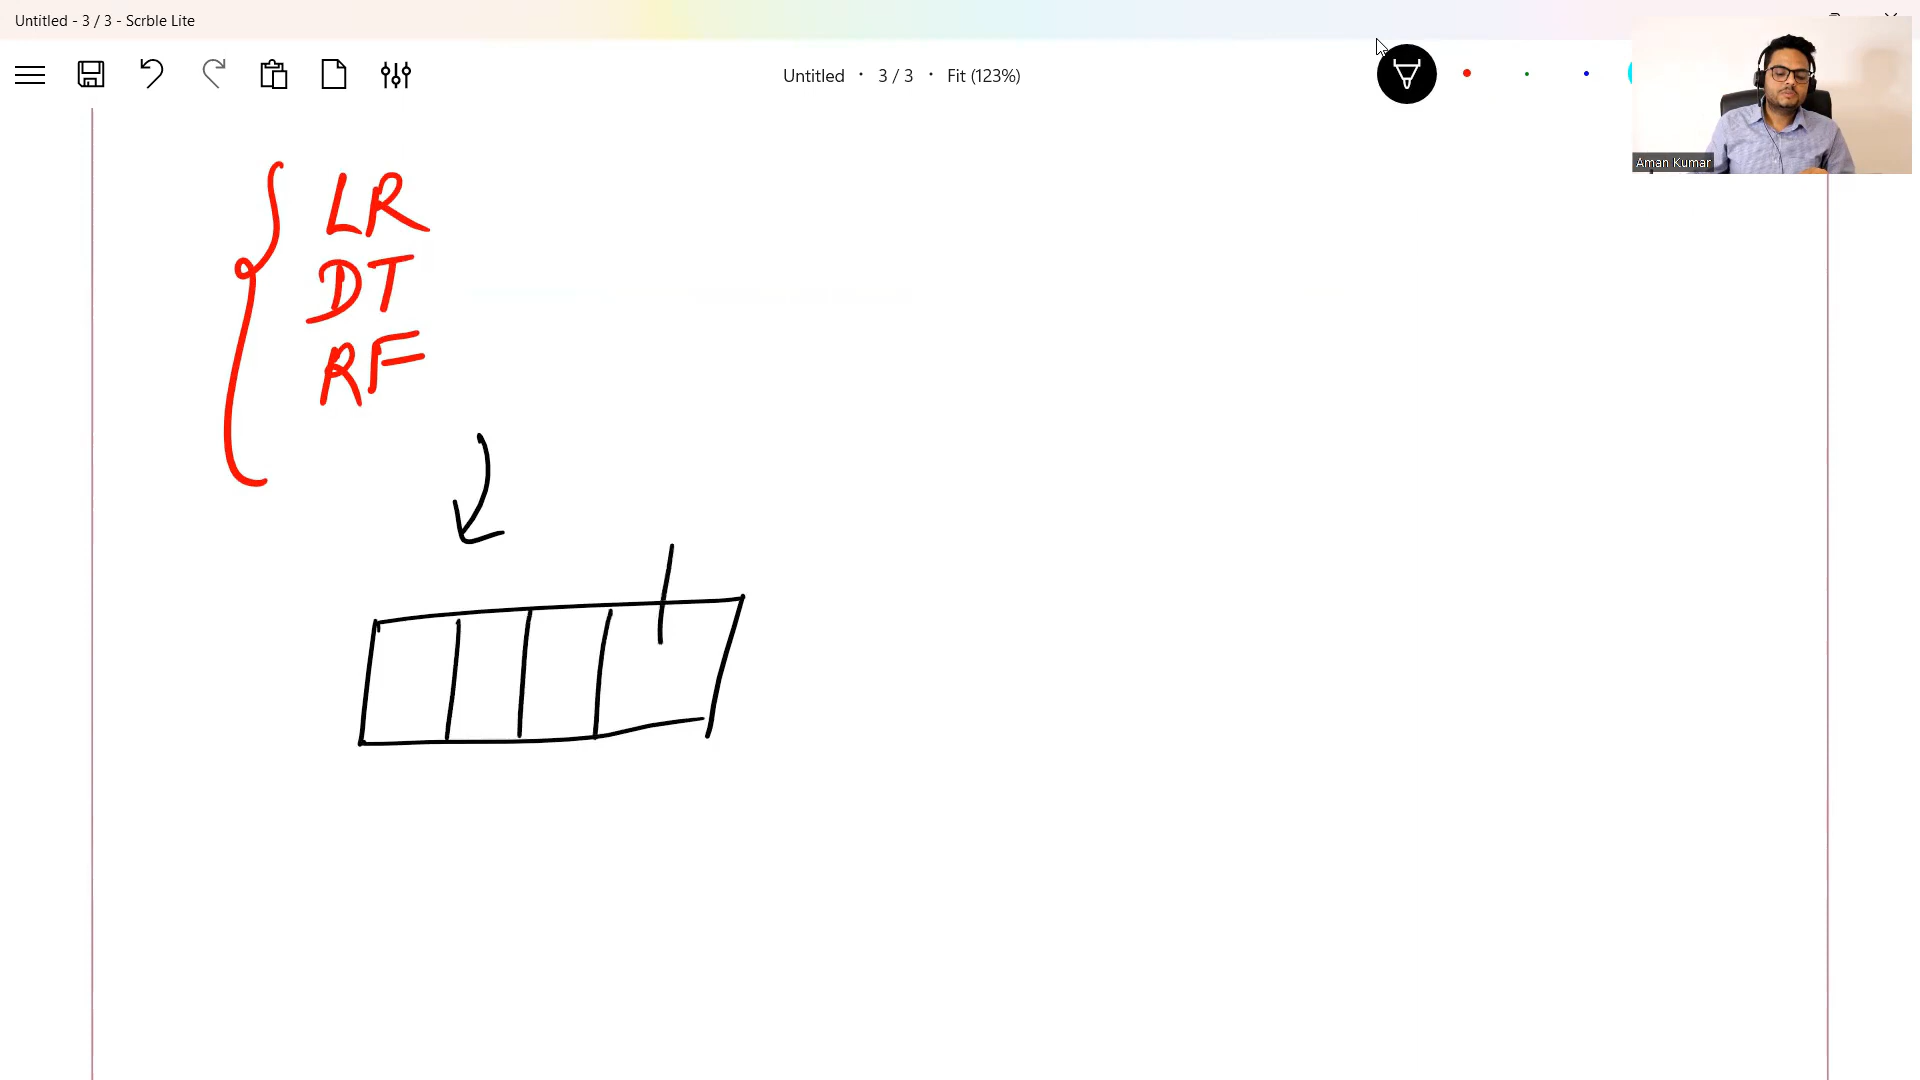 Untitled - 3 / 3 - Scrble Lite
Untitled • 3 / 3 • Fit (123%)
Aman Kumar
LR
DT
RF